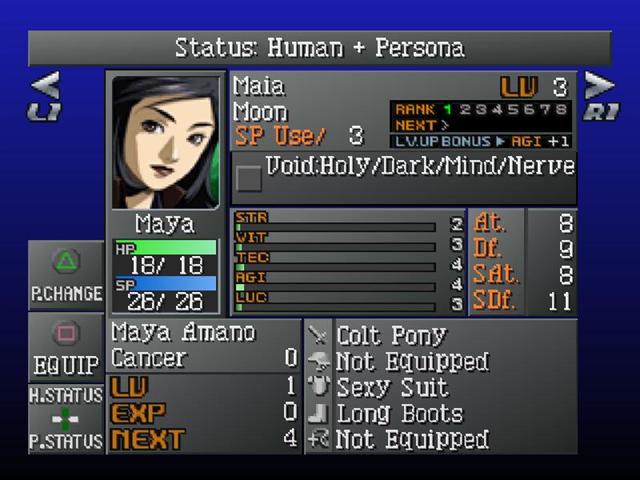 Status: Human + Persona
L1
R1
Maia
LV 3
Moon
RANK 1 2 3 4 5 6 7 8
NEXT
SP Use/ 3
LV.UP BONUS ▶ AGI +1
Void:Holy/Dark/Mind/Nerve
Maya
HP
18/ 18
SP
26/ 26
STR 2
VIT 3
TEC 4
AGI 4
LUC 3
At. 8
Df. 9
SAt. 8
SDf. 11
P.CHANGE
EQUIP
H.STATUS
P.STATUS
Maya Amano
Cancer 0
LV 1
EXP 0
NEXT 4
Colt Pony
Not Equipped
Sexy Suit
Long Boots
Not Equipped